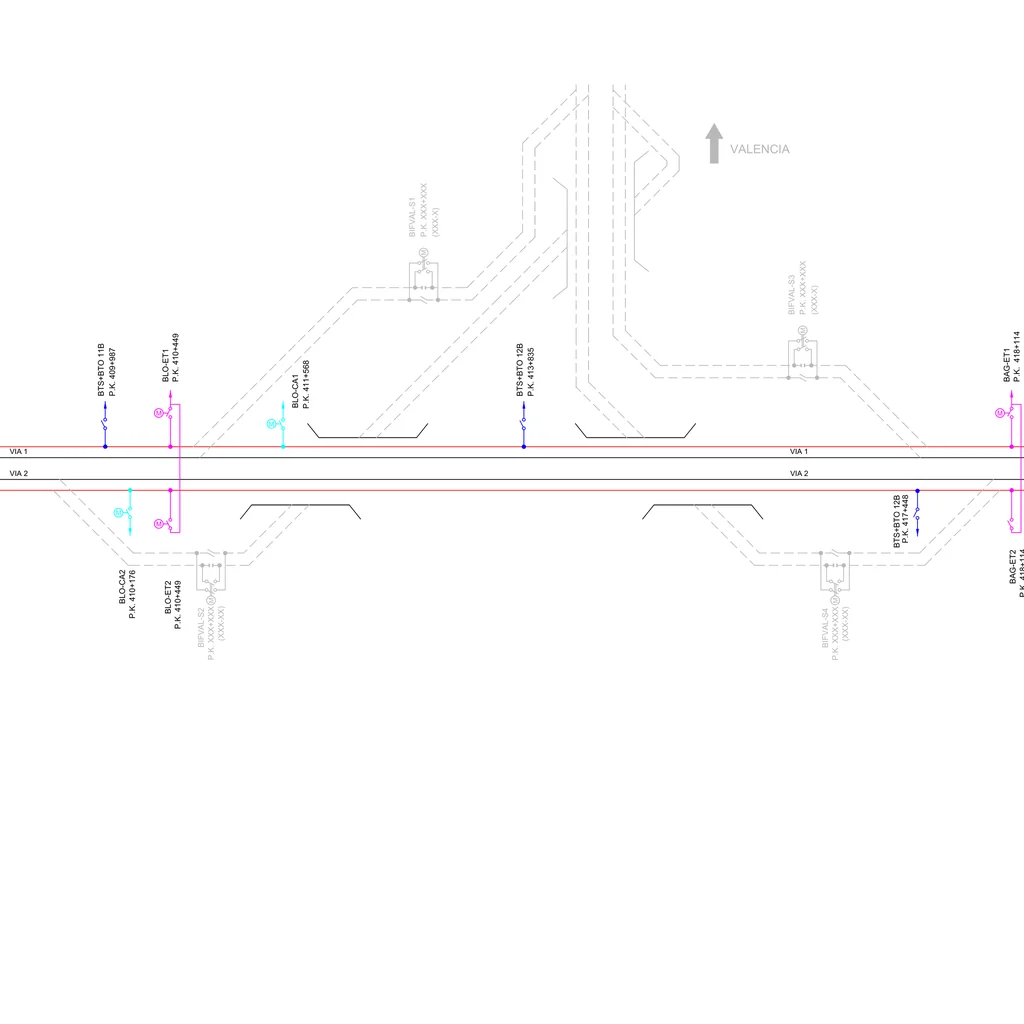 VALENCIA
BIFVAL-S1
P.K. XXX+XXX
(XXX-X)
BIFVAL-S3
P.K. XXX+XXX
(XXX-X)
BTS+BTO 11B
P.K. 409+987
BLO-ET1
P.K. 410+449
BLO-CA1
P.K. 411+568
BTS+BTO 12B
P.K. 413+835
BAG-ET1
P.K. 418+114
M
M
M
M
M
VIA 1
VIA 1
VIA 2
VIA 2
M
M
BTS+BTO 12B
P.K. 417+448
BLO-CA2
P.K. 410+176
BLO-ET2
P.K. 410+449
BAG-ET2
P.K. 418+114
M
M
BIFVAL-S2
P.K. XXX+XXX
(XXX-XX)
BIFVAL-S4
P.K. XXX+XXX
(XXX-XX)